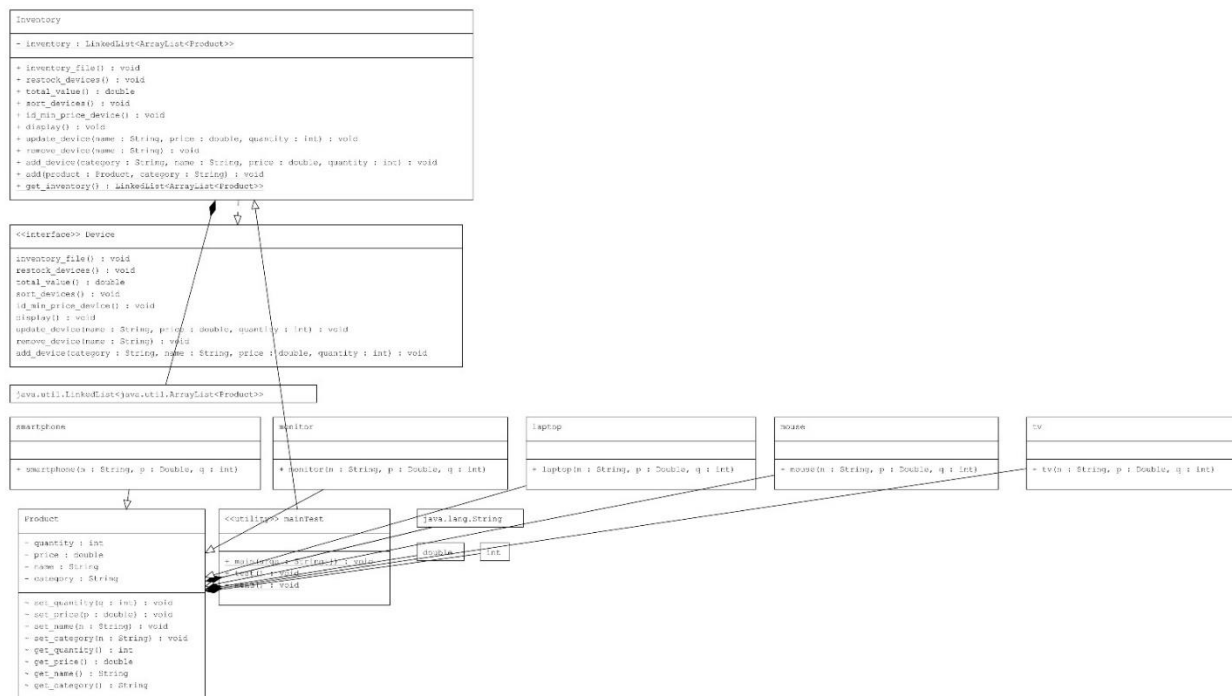 Inventory
- inventory : LinkedList<ArrayList<Product>>
+ inventory_file() : void
+ restock_devices() : void
+ total_value() : double
+ sort_devices() : void
+ id_min_price_device() : void
+ display() : void
+ update_device(name : String, price : double, quantity : int) : void
+ remove_device(name : String) : void
+ add_device(category : String, name : String, price : double, quantity : int) : void
+ add(product : Product, category : String) : void
+ get_inventory() : LinkedList<ArrayList<Product>>
<<interface>> Device
inventory_file() : void
restock_devices() : void
total_value() : double
sort_devices() : void
id_min_price_device() : void
display() : void
update_device(name : String, price : double, quantity : int) : void
remove_device(name : String) : void
add_device(category : String, name : String, price : double, quantity : int) : void
java.util.LinkedList<java.util.ArrayList<Product>>
smartphone
+ smartphone(n : String, p : Double, q : int)
monitor
+ monitor(n : String, p : Double, q : int)
laptop
+ laptop(n : String, p : Double, q : int)
mouse
+ mouse(n : String, p : Double, q : int)
tv
+ tv(n : String, p : Double, q : int)
Product
- quantity : int
- price : double
- name : String
- category : String
~ set_quantity(q : int) : void
~ set_price(p : double) : void
~ set_name(n : String) : void
~ set_category(n : String) : void
~ get_quantity() : int
~ get_price() : double
~ get_name() : String
~ get_category() : String
<<utility>> mainTest
+ main(args : String[]) : void
+ test() : void
: void
java.lang.String
double
int